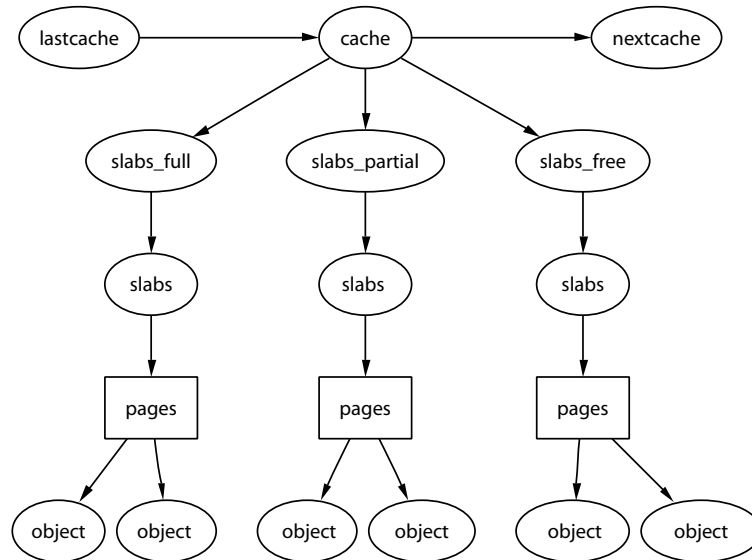 lastcache
cache
nextcache
slabs_full
slabs_partial
slabs_free
slabs
slabs
slabs
pages
pages
pages
object
object
object
object
object
object